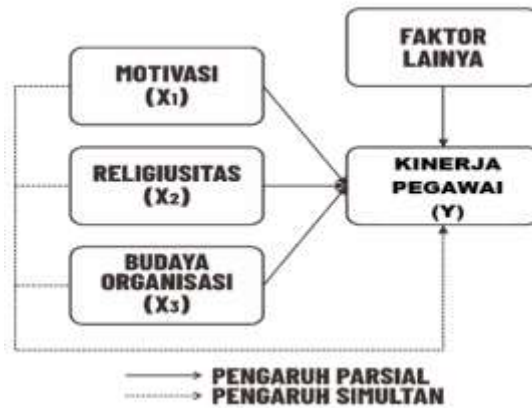 MOTIVASI
(X1)
RELIGIUSITAS
(X2)
BUDAYA
ORGANISASI
(X3)
FAKTOR
LAINYA
KINERJA
PEGAWAI
(Y)
PENGARUH PARSIAL
PENGARUH SIMULTAN